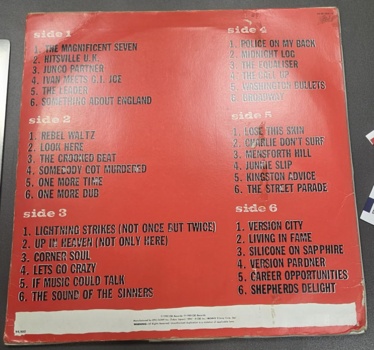 side 1
1. THE MAGNIFICENT SEVEN
2. HITSVILLE U.K.
3. JUNCO PARTNER
4. IVAN MEETS G.I. JOE
5. THE LEADER
6. SOMETHING ABOUT ENGLAND
side 2
1. REBEL WALTZ
2. LOOK HERE
3. THE CROOKED BEAT
4. SOMEBODY GOT MURDERED
5. ONE MORE TIME
6. ONE MORE DUB
side 3
1. LIGHTNING STRIKES (NOT ONCE BUT TWICE)
2. UP IN HEAVEN (NOT ONLY HERE)
3. CORNER SOUL
4. LETS GO CRAZY
5. IF MUSIC COULD TALK
6. THE SOUND OF THE SINNERS
side 4
1. POLICE ON MY BACK
2. MIDNIGHT LOG
3. THE EQUALISER
4. THE CALL UP
5. WASHINGTON BULLETS
6. BROADWAY
side 5
1. LOSE THIS SKIN
2. CHARLIE DON'T SURF
3. MENSFORTH HILL
4. JUNKIE SLIP
5. KINGSTON ADVICE
6. THE STREET PARADE
side 6
1. VERSION CITY
2. LIVING IN FAME
3. SILICONE ON SAPPHIRE
4. VERSION PARDNER
5. CAREER OPPORTUNITIES
6. SHEPHERDS DELIGHT